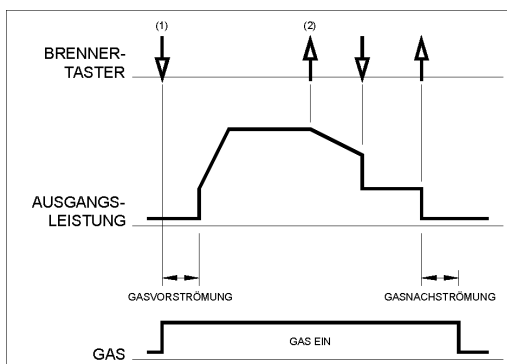 (1)
(2)
BRENNER-
TASTER
AUSGANGS-
LEISTUNG
GASVORSTRÖMUNG
GASNACHSTRÖMUNG
GAS EIN
GAS